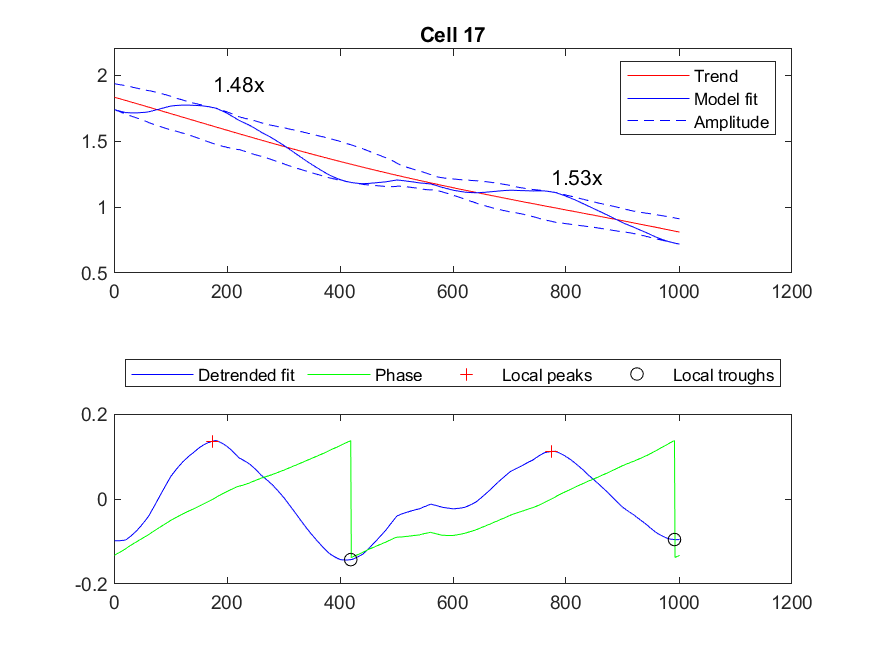 Cell 17
2
1.5
1
0.5
0 200 400 600 800 1000 1200
1.48x
1.53x
Trend
Model fit
Amplitude
Detrended fit Phase Local peaks Local troughs
0.2
0
-0.2
0 200 400 600 800 1000 1200